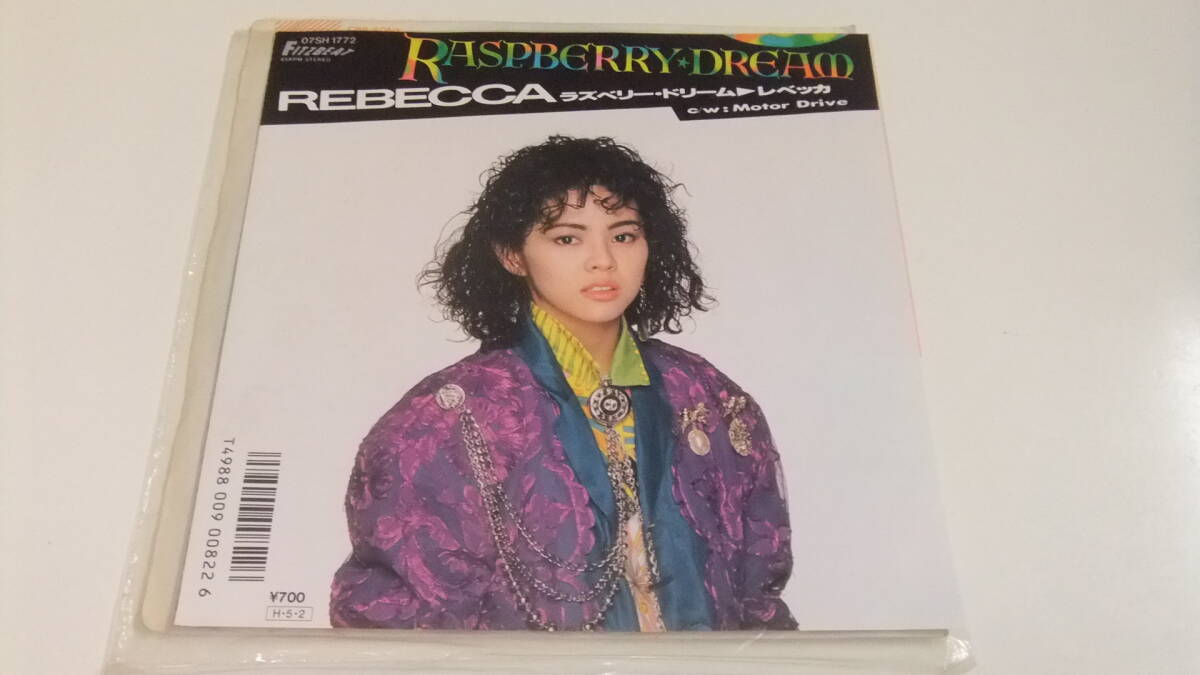 07SH 1772
FITZBEAT
45RPM STEREO
RASPBERRY★DREAM
REBECCA ラズベリー・ドリーム▶レベッカ
c/w : Motor Drive
T4988 009 00822 6
¥700
H・5・2